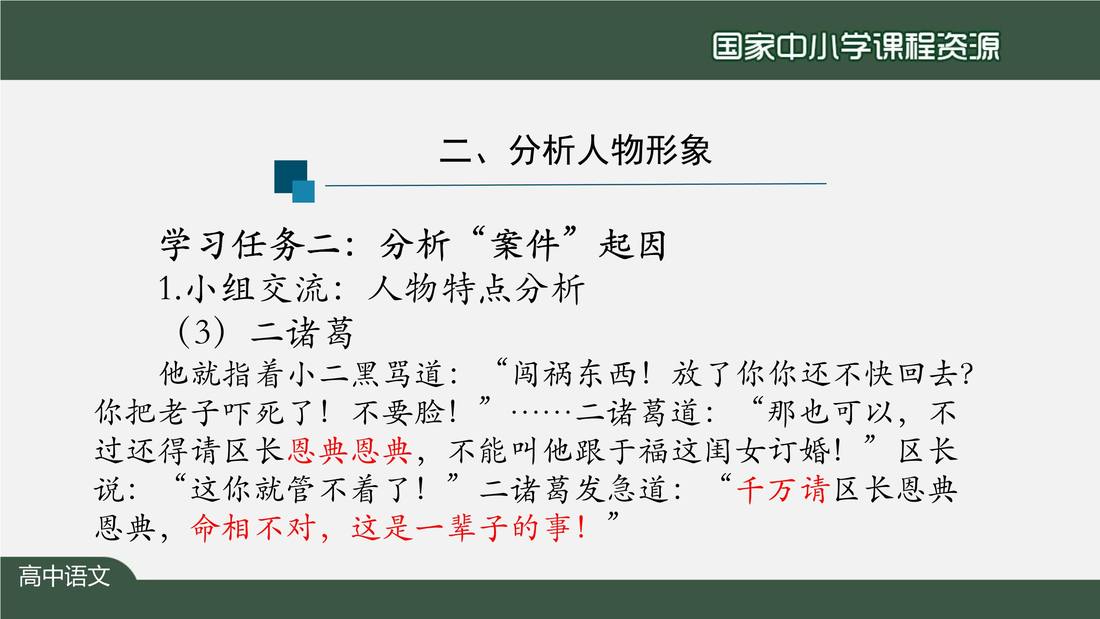 国家中小学课程资源
二、分析人物形象
学习任务二：分析“案件”起因
1.小组交流：人物特点分析
（3）二诸葛
他就指着小二黑骂道：“闯祸东西！放了你你还不快回去？
你把老子吓死了！不要脸！”……二诸葛道：“那也可以，不
过还得请区长恩典恩典，不能叫他跟于福这闺女订婚！”区长
说：“这你就管不着了！”二诸葛发急道：“千万请区长恩典
恩典，命相不对，这是一辈子的事！”
高中语文